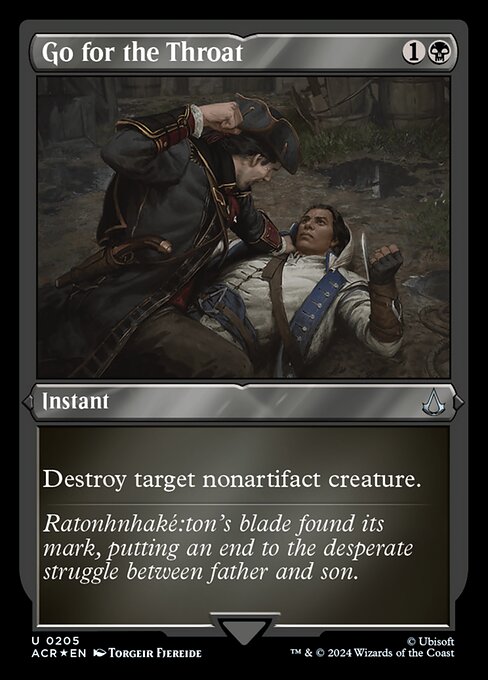 Go for the Throat 1
Instant
Destroy target nonartifact creature.
Ratonhnhaké:ton's blade found its
mark, putting an end to the desperate
struggle between father and son.
U 0205
ACR★EN Torgeir Fjereide
© Ubisoft
™ & © 2024 Wizards of the Coast